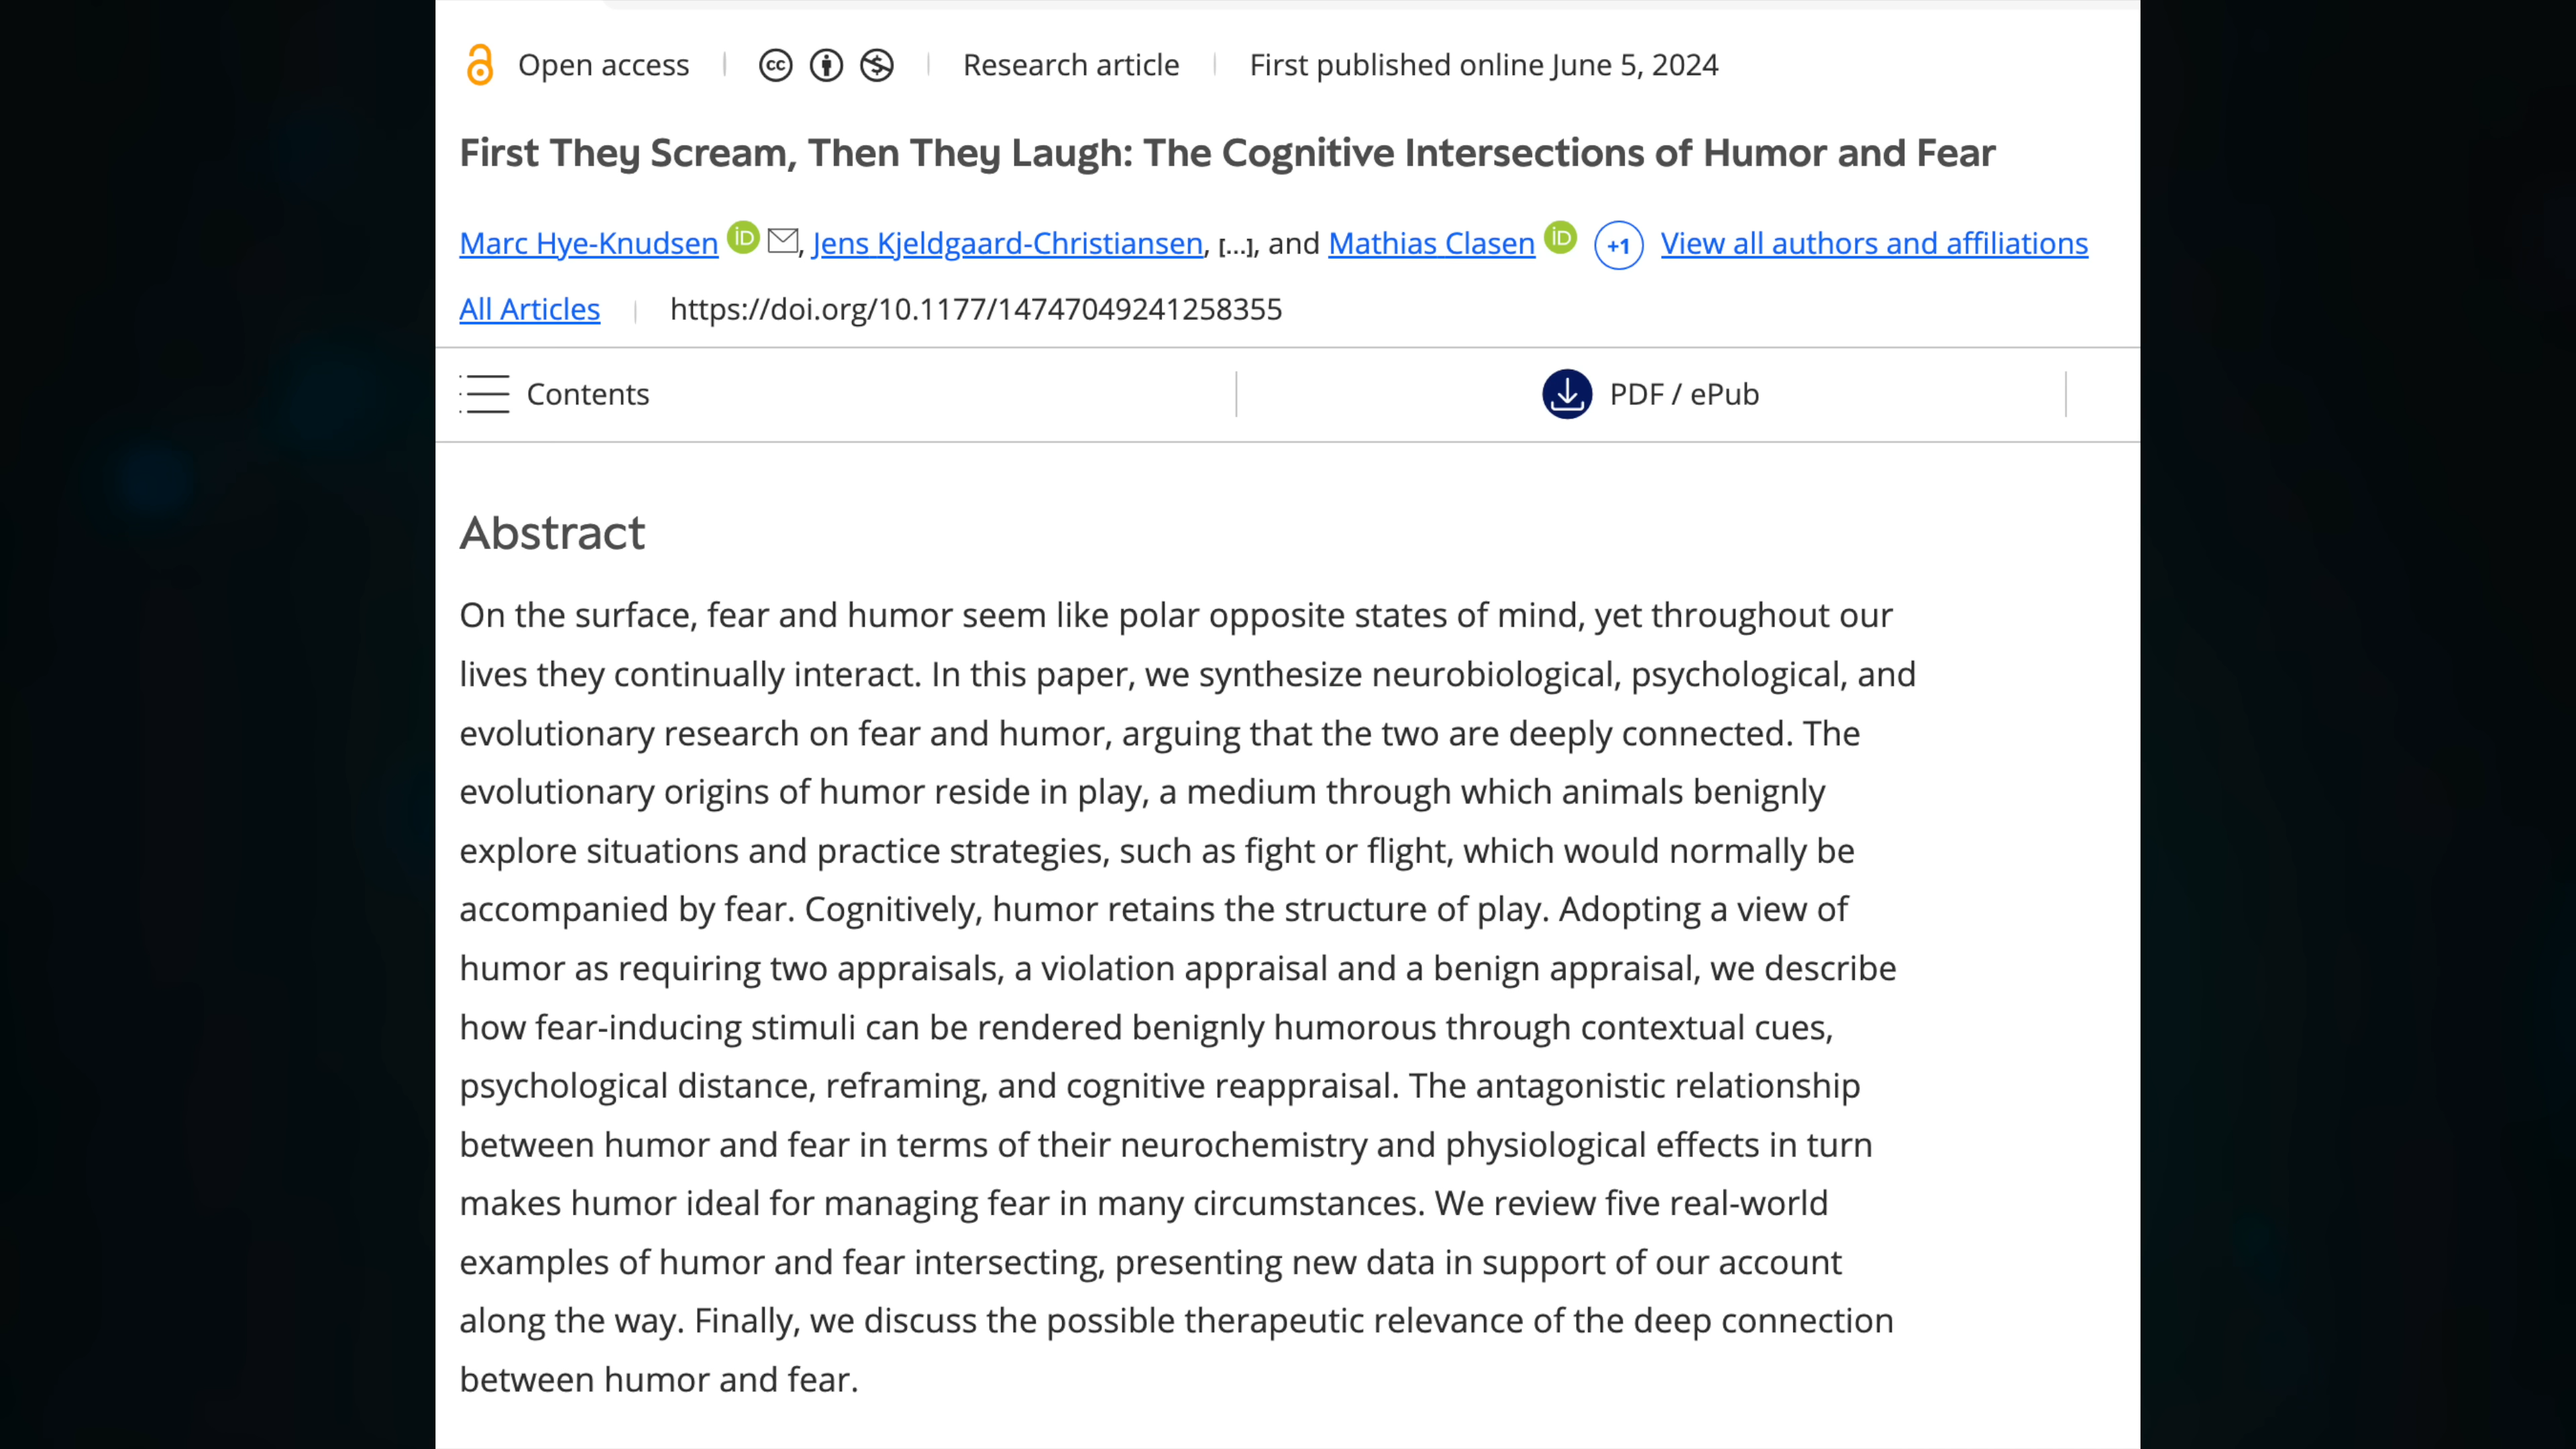 Open access | cc | Research article | First published online June 5, 2024
First They Scream, Then They Laugh: The Cognitive Intersections of Humor and Fear
Marc Hye-Knudsen iD, Jens Kjeldgaard-Christiansen, [...], and Mathias Clasen iD +1 View all authors and affiliations
All Articles | https://doi.org/10.1177/14747049241258355
Contents PDF / ePub
Abstract
On the surface, fear and humor seem like polar opposite states of mind, yet throughout our
lives they continually interact. In this paper, we synthesize neurobiological, psychological, and
evolutionary research on fear and humor, arguing that the two are deeply connected. The
evolutionary origins of humor reside in play, a medium through which animals benignly
explore situations and practice strategies, such as fight or flight, which would normally be
accompanied by fear. Cognitively, humor retains the structure of play. Adopting a view of
humor as requiring two appraisals, a violation appraisal and a benign appraisal, we describe
how fear-inducing stimuli can be rendered benignly humorous through contextual cues,
psychological distance, reframing, and cognitive reappraisal. The antagonistic relationship
between humor and fear in terms of their neurochemistry and physiological effects in turn
makes humor ideal for managing fear in many circumstances. We review five real-world
examples of humor and fear intersecting, presenting new data in support of our account
along the way. Finally, we discuss the possible therapeutic relevance of the deep connection
between humor and fear.